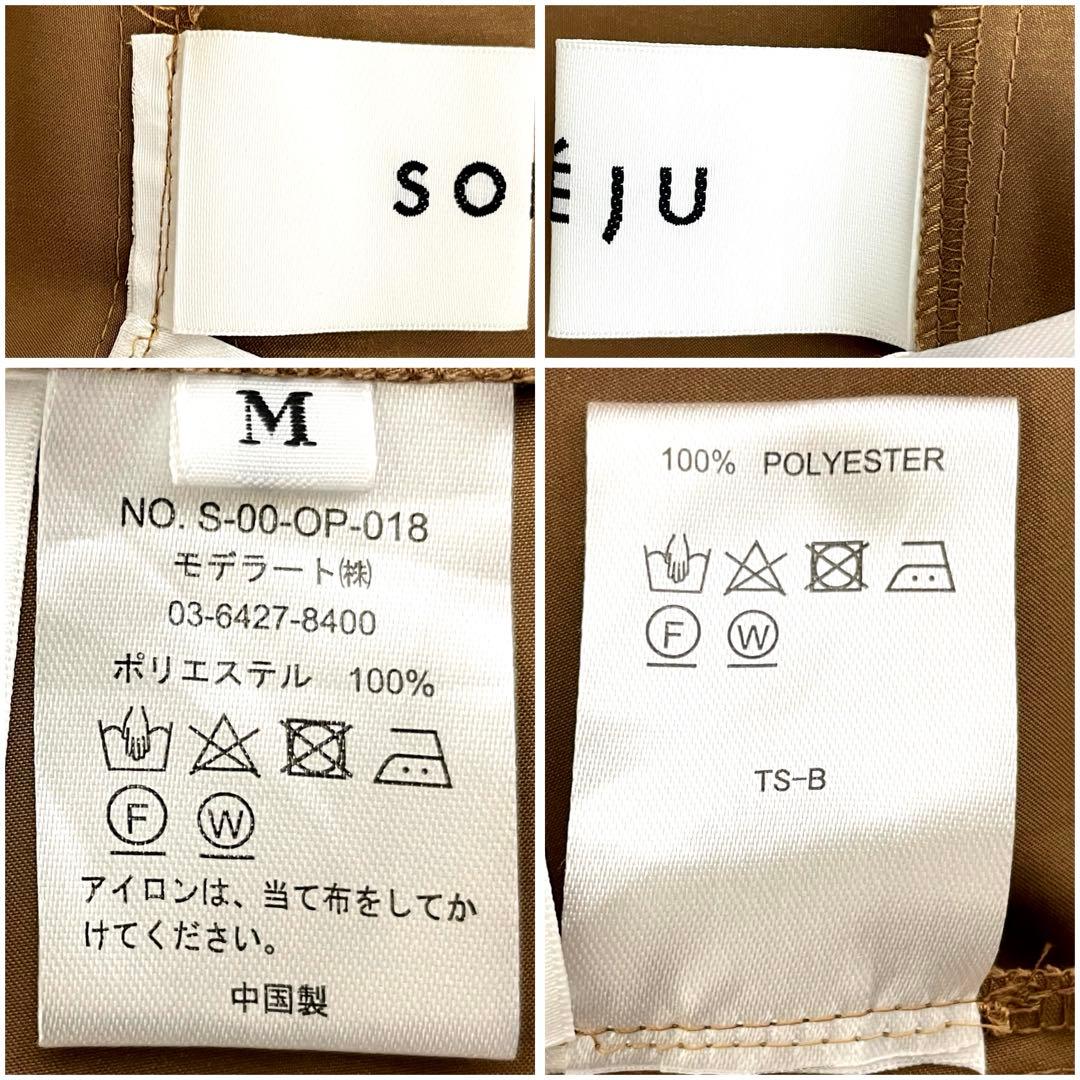 SO
ÉJU
M
NO. S-00-OP-018
モデラート㈱
03-6427-8400
ポリエステル 100%
F W
アイロンは、当て布をしてか
けてください。
中国製
100% POLYESTER
F W
TS-B